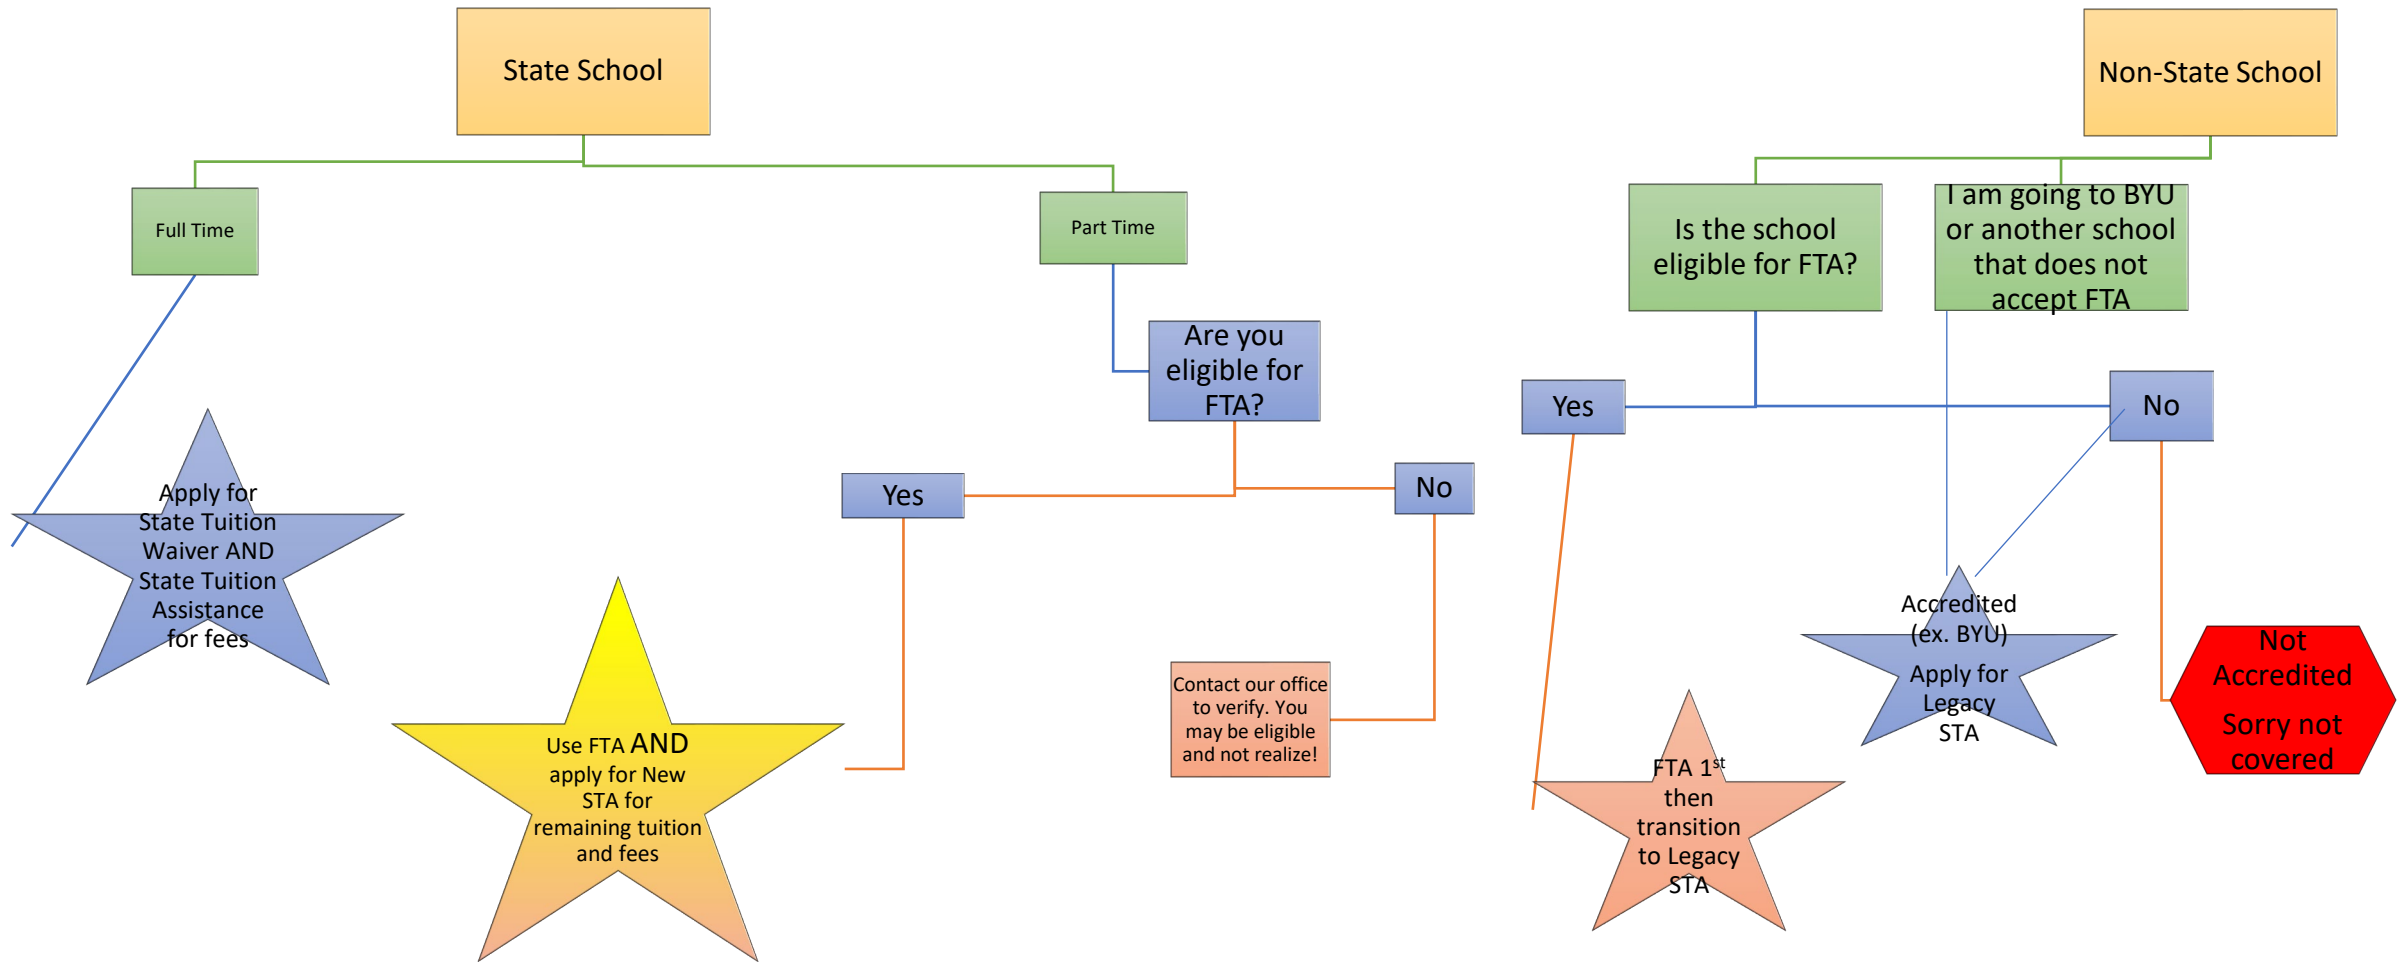 State School
Non-State School
Full Time
Part Time
Is the school
eligible for FTA?
I am going to BYU
or another school
that does not
accept FTA
Are you
eligible for
FTA?
Yes
No
Yes
No
Apply for
State Tuition
Waiver AND
State Tuition
Assistance
for fees
Use FTA AND
apply for New
STA for
remaining tuition
and fees
Contact our office
to verify. You
may be eligible
and not realize!
FTA 1st
then
transition
to Legacy
STA
Accredited
(ex. BYU)
Apply for
Legacy
STA
Not
Accredited
Sorry not
covered